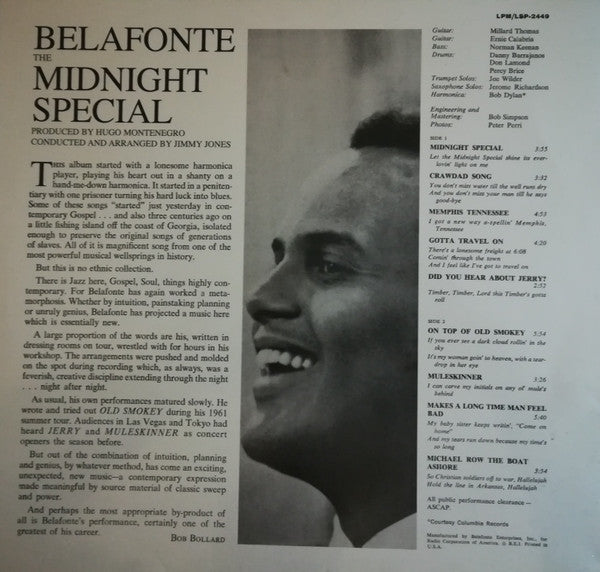 LPM/LSP-2449
BELAFONTE
THE
MIDNIGHT
SPECIAL
PRODUCED BY HUGO MONTENEGRO
CONDUCTED AND ARRANGED BY JIMMY JONES
THIS album started with a lonesome harmonica
player, playing his heart out in a shanty on a
hand-me-down harmonica. It started in a peniten-
tiary with one prisoner turning his hard luck into blues.
Some of these songs "started" just yesterday in con-
temporary Gospel . . . and also three centuries ago on
a little fishing island off the coast of Georgia, isolated
enough to preserve the original songs of generations
of slaves. All of it is magnificent song from one of the
most powerful musical wellsprings in history.
But this is no ethnic collection.
There is Jazz here, Gospel, Soul, things highly con-
temporary. For Belafonte has again worked a meta-
morphosis. Whether by intuition, painstaking planning
or unruly genius, Belafonte has projected a music here
which is essentially new.
A large proportion of the words are his, written in
dressing rooms on tour, wrestled with for hours in his
workshop. The arrangements were pushed and molded
on the spot during recording which, as always, was a
feverish, creative discipline extending through the night
. . . night after night.
As usual, his own performances matured slowly. He
wrote and tried out OLD SMOKEY during his 1961
summer tour. Audiences in Las Vegas and Tokyo had
heard JERRY and MULESKINNER as concert
openers the season before.
But out of the combination of intuition, planning
and genius, by whatever method, has come an exciting,
unexpected, new music—a contemporary expression
made meaningful by source material of classic sweep
and power.
And perhaps the most appropriate by-product of
all is Belafonte's performance, certainly one of the
greatest of his career.
BOB BOLLARD
Guitar: Millard Thomas
Guitar: Ernie Calabria
Bass: Norman Keenan
Drums: Danny Barrajanos
Don Lamond
Percy Brice
Trumpet Solos: Joe Wilder
Saxophone Solos: Jerome Richardson
Harmonica: Bob Dylan*
Engineering and
Mastering: Bob Simpson
Photos: Peter Perri
SIDE 1
MIDNIGHT SPECIAL 3:55
Let the Midnight Special shine its ever-
lovin' light on me
CRAWDAD SONG 3:32
You don't miss water till the well runs dry
And you don't miss your man till he says
good-bye
MEMPHIS TENNESSEE 4:53
I got a new way a-spellin' Memphis,
Tennessee
GOTTA TRAVEL ON 4:20
There's a lonesome freight at 6:08
Comin' through the town
And I feel like I've got to travel on
DID YOU HEAR ABOUT JERRY?
2:52
Timber, Timber, Lord this Timber's gotta
roll
SIDE 2
ON TOP OF OLD SMOKEY 5:54
If you ever see a dark cloud rollin' in the
sky
It's my woman goin' to heaven, with a tear-
drop in her eye
MULESKINNER 3:26
I can carve my initials on any ol' mule's
behind
MAKES A LONG TIME MAN FEEL
BAD 5:40
My baby sister keeps writin', "Come on
home"
And my tears run down because my time's
so long
MICHAEL ROW THE BOAT
ASHORE 3:54
So Christian soldiers off to war, Hallelujah
Hold the line in Arkansas, Hallelujah
All public performance clearance—
ASCAP.
*Courtesy Columbia Records
Manufactured by Belafonte Enterprises, Inc., for
Radio Corporation of America. © B.E.I. Printed in
U.S.A.